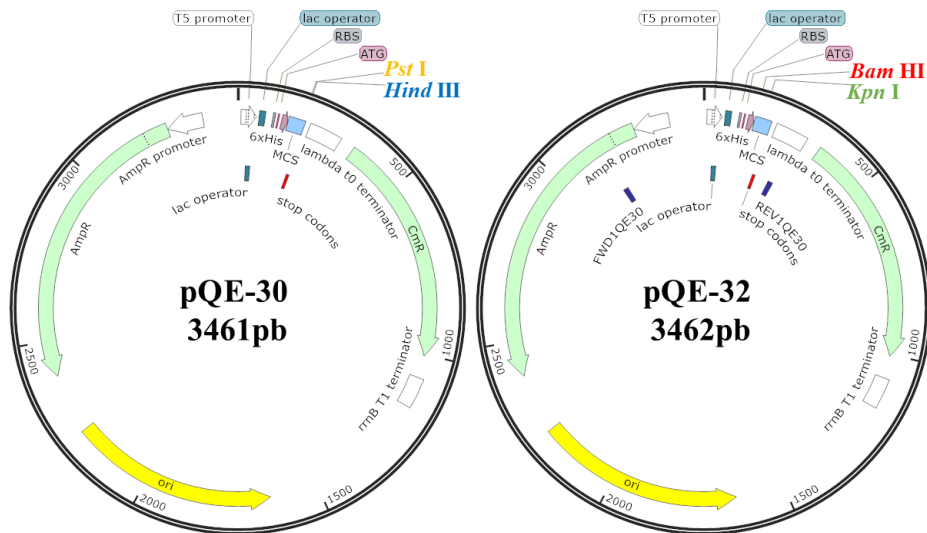 T5 promoter
lac operator
RBS
ATG
Pst I
Hind III
6xHis
MCS
lambda t0 terminator
AmpR promoter
AmpR
lac operator
stop codons
CmR
rrnB T1 terminator
ori
500
1000
1500
2000
2500
3000
pQE-30
3461pb
T5 promoter
lac operator
RBS
ATG
Bam HI
Kpn I
6xHis
MCS
lambda t0 terminator
AmpR promoter
AmpR
FWD1QE30
lac operator
REV1QE30
stop codons
CmR
rrnB T1 terminator
ori
500
1000
1500
2000
2500
3000
pQE-32
3462pb